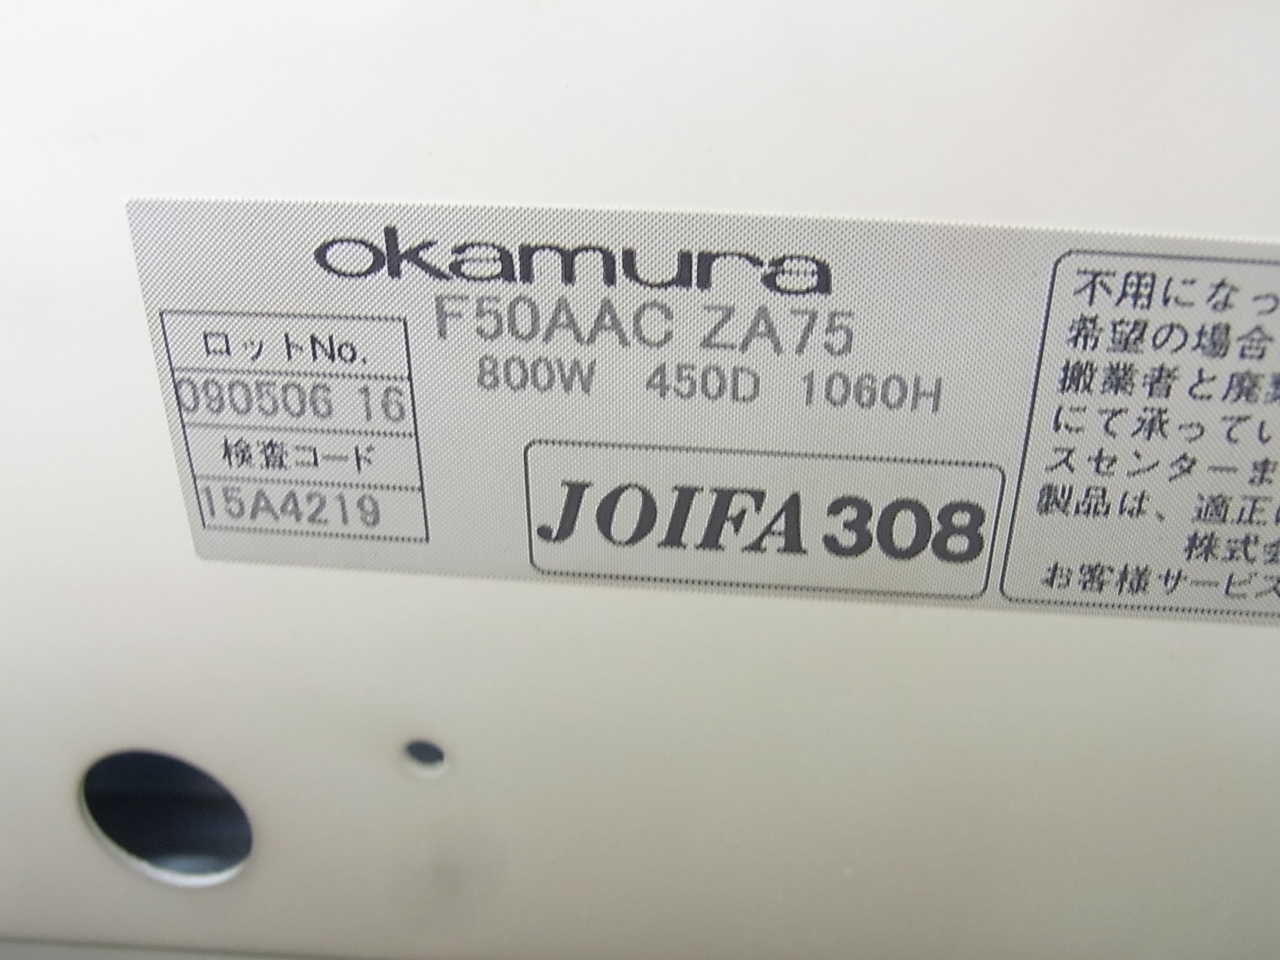 okamura
F50AAC ZA75
800W 450D 1060H
ロットNo.
090506 16
検査コード
15A4219
JOIFA308
不用になっ
希望の場合
搬業者と廃棄
にて承ってい
スセンターま
製品は、適正に
株式会
お客様サービス